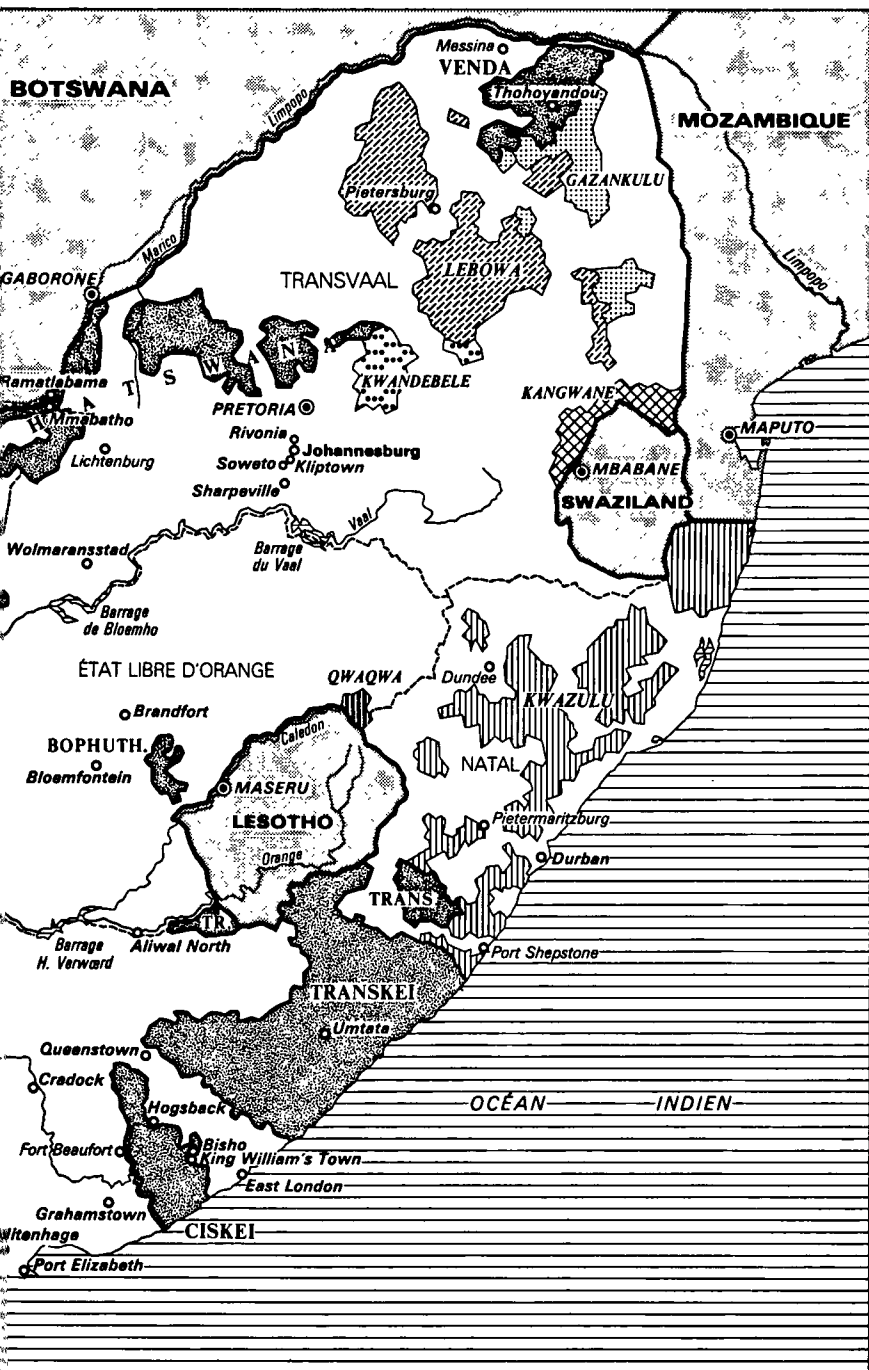 Messina
VENDA
BOTSWANA
Thohoyandou
Limpopo
MOZAMBIQUE
GAZANKULU
Pietersburg
Marico
Limpopo
LEBOWA
GABORONE
TRANSVAAL
H A T S W A N A
KWANDEBELE
Ramatlabama
KANGWANE
PRETORIA
Mmabatho
MAPUTO
Rivonia
Johannesburg
Lichtenburg
Soweto
Kliptown
MBABANE
Sharpeville
SWAZILAND
Vaal
Wolmaransstad
Barrage
du Vaal
Barrage
de Bloemho
ÉTAT LIBRE D'ORANGE
QWAQWA
Dundee
KWAZULU
Brandfort
Caledon
BOPHUTH.
Bloemfontein
NATAL
MASERU
LESOTHO
Pietermaritzburg
Orange
Durban
TRANS
TR.
Barrage
H. Verwœrd
Aliwal North
Port Shepstone
TRANSKEI
Umtata
Queenstown
Cradock
OCÉAN INDIEN
Hogsback
Fort Beaufort
Bisho
King William's Town
East London
Grahamstown
CISKEI
Iltenhage
Port Elizabeth